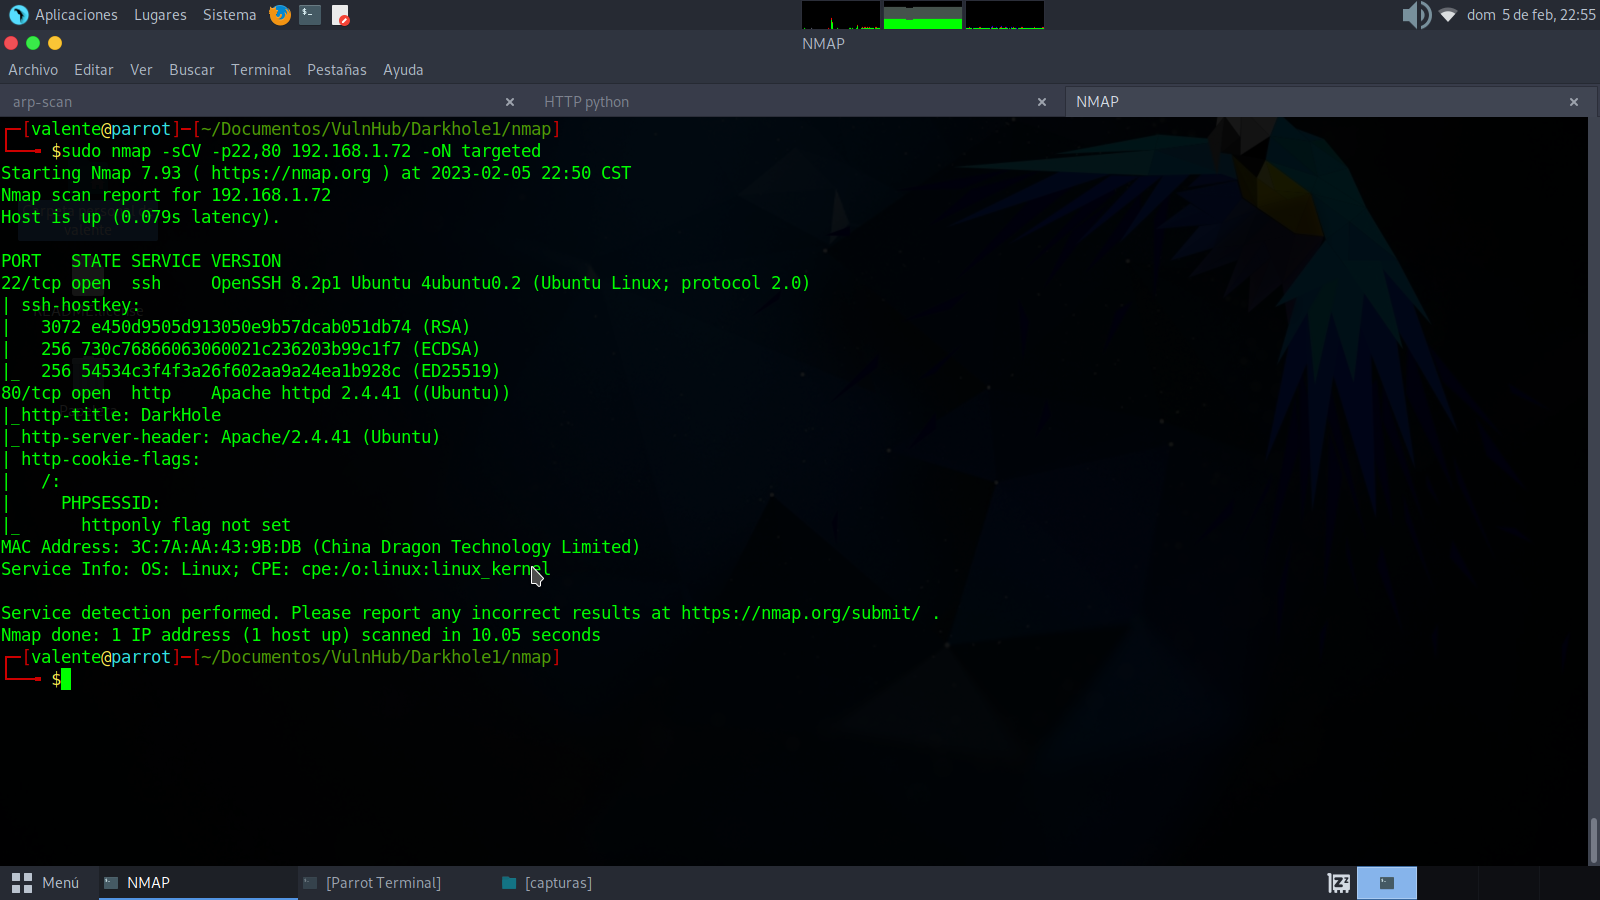 Aplicaciones Lugares Sistema dom 5 de feb, 22:55
NMAP
Archivo Editar Ver Buscar Terminal Pestañas Ayuda
arp-scan × HTTP python × NMAP ×
┌─[valente@parrot]─[~/Documentos/VulnHub/Darkhole1/nmap]
└──╼ $sudo nmap -sCV -p22,80 192.168.1.72 -oN targeted
Starting Nmap 7.93 ( https://nmap.org ) at 2023-02-05 22:50 CST
Nmap scan report for 192.168.1.72
Host is up (0.079s latency).
valente
PORT   STATE SERVICE VERSION
22/tcp open  ssh     OpenSSH 8.2p1 Ubuntu 4ubuntu0.2 (Ubuntu Linux; protocol 2.0)
| ssh-hostkey:
|   3072 e450d9505d913050e9b57dcab051db74 (RSA)
|   256 730c76866063060021c236203b99c1f7 (ECDSA)
|_  256 54534c3f4f3a26f602aa9a24ea1b928c (ED25519)
80/tcp open  http    Apache httpd 2.4.41 ((Ubuntu))
|_http-title: DarkHole
|_http-server-header: Apache/2.4.41 (Ubuntu)
| http-cookie-flags:
|   /:
|     PHPSESSID:
|_      httponly flag not set
MAC Address: 3C:7A:AA:43:9B:DB (China Dragon Technology Limited)
Service Info: OS: Linux; CPE: cpe:/o:linux:linux_kernel
Service detection performed. Please report any incorrect results at https://nmap.org/submit/ .
Nmap done: 1 IP address (1 host up) scanned in 10.05 seconds
┌─[valente@parrot]─[~/Documentos/VulnHub/Darkhole1/nmap]
└──╼ $
Menú NMAP [Parrot Terminal] [capturas]